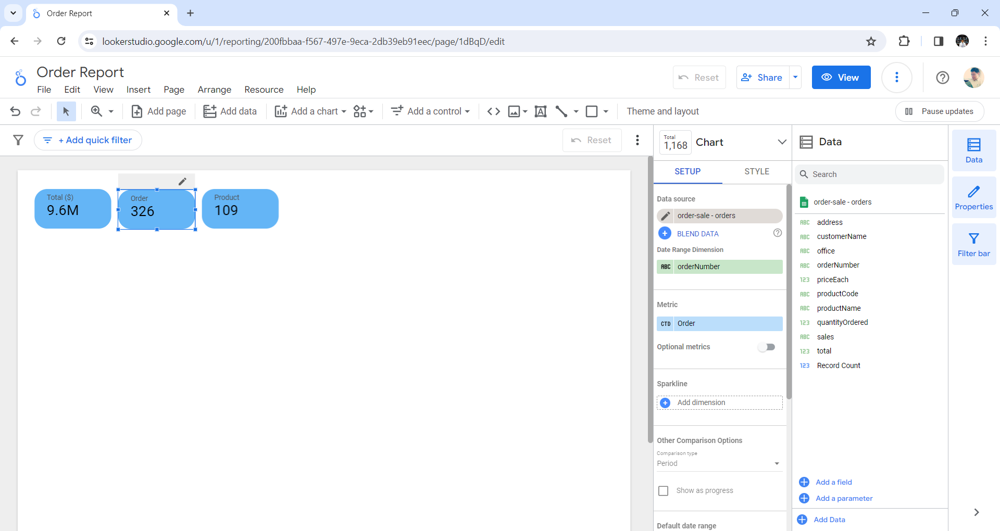 Order Report
lookerstudio.google.com/u/1/reporting/200fbbaa-f567-497e-9eca-2db39eb91eec/page/1dBqD/edit
Order Report
File Edit View Insert Page Arrange Resource Help
Reset
Share
View
Add page
Add data
Add a chart
Add a control
Theme and layout
Pause updates
+ Add quick filter
Reset
Total ($)
9.6M
Order
326
Product
109
Total
1,168
Chart
SETUP
STYLE
Data source
order-sale - orders
BLEND DATA
Date Range Dimension
ABC orderNumber
Metric
CTD Order
Optional metrics
Sparkline
Add dimension
Other Comparison Options
Comparison type
Period
Show as progress
Default date range
Data
Search
order-sale - orders
ABC address
ABC customerName
ABC office
ABC orderNumber
123 priceEach
ABC productCode
ABC productName
123 quantityOrdered
ABC sales
123 total
123 Record Count
Add a field
Add a parameter
Add Data
Data
Properties
Filter bar